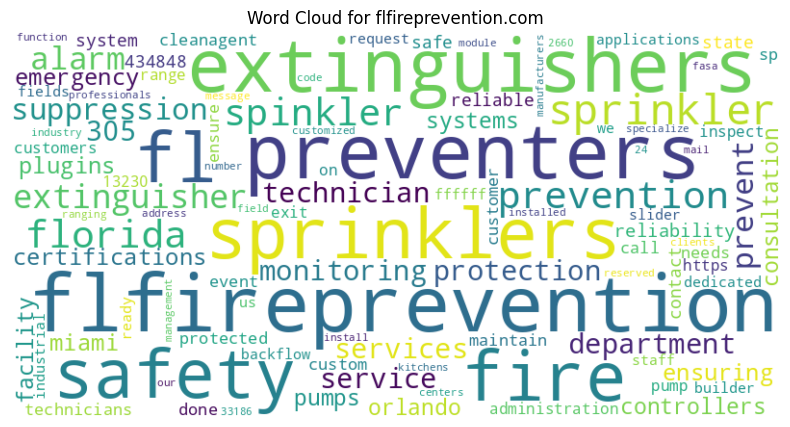 Word Cloud for flfireprevention.com
function system cleanagent request safe module manufacturers 2660 applications state
alarm 434848 extinguishers code fasa sp
emergency range
fields professionals message reliable sprinkler
suppression 305 spinkler systems we specialize inspect
industry ensure customized
customers fl preventers 24 mail
plugins 13230 number on prevention prevent consultation
extinguisher technician ffffff customer
ranging address field exit installed slider
florida sprinklers reliability
certifications call needs
monitoring protection clients contact https
event reserved dedicated
facility industrial ready management us flfireprevention
protected install maintain
miami backflow services department
safety our custom kitchens fire staff ensuring
service pump builder
pumps centers
technicians done 33186 orlando administration controllers